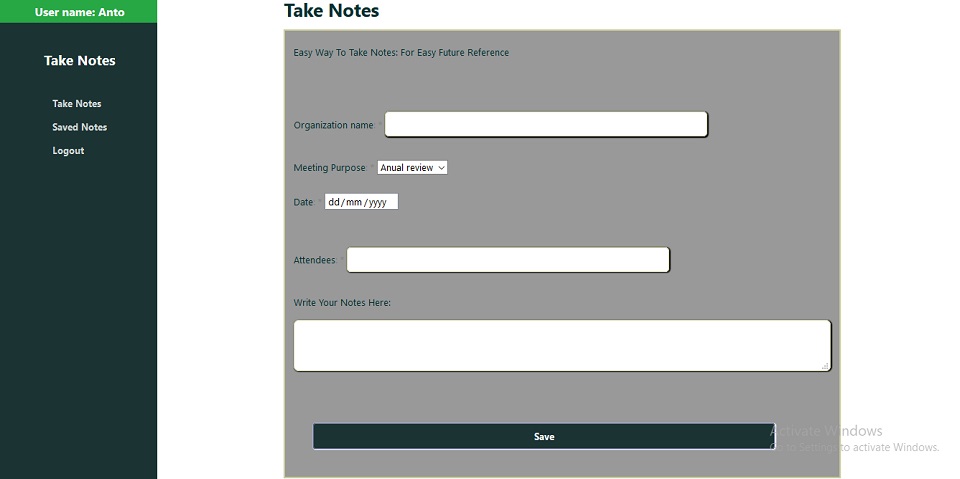 User name: Anto
Take Notes
Take Notes
Saved Notes
Logout
Take Notes
Easy Way To Take Notes: For Easy Future Reference
Organization name: *
Meeting Purpose: * Anual review
Date: * dd/mm/yyyy
Attendees: *
Write Your Notes Here:
Save
Activate Windows
Go to Settings to activate Windows.